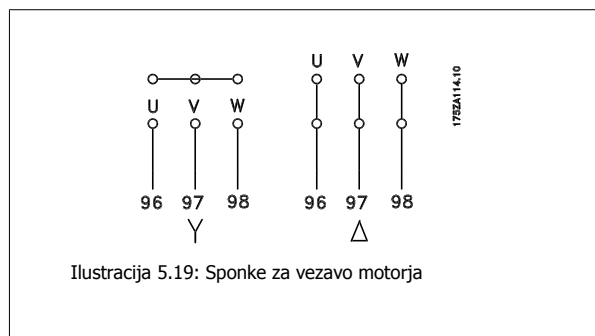 U V W
U V W
175ZA114.10
96 97 98 96 97 98
Y Δ
Ilustracija 5.19: Sponke za vezavo motorja